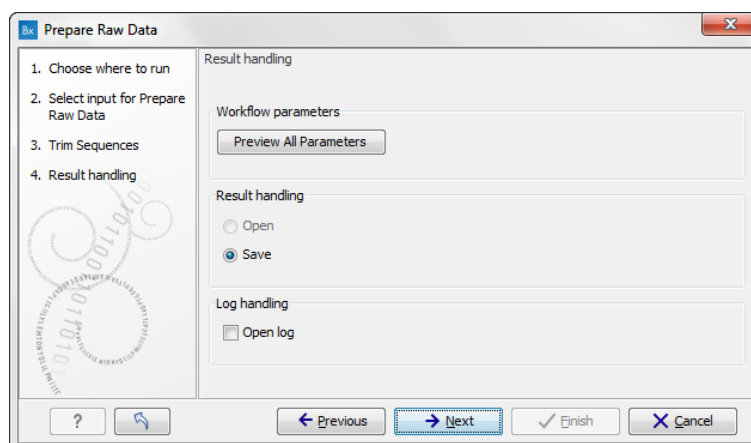 Bx Prepare Raw Data
1. Choose where to run
2. Select input for Prepare
Raw Data
3. Trim Sequences
4. Result handling
Result handling
Workflow parameters
Preview All Parameters
Result handling
Open
Save
Log handling
Open log
?
Previous
Next
Finish
Cancel